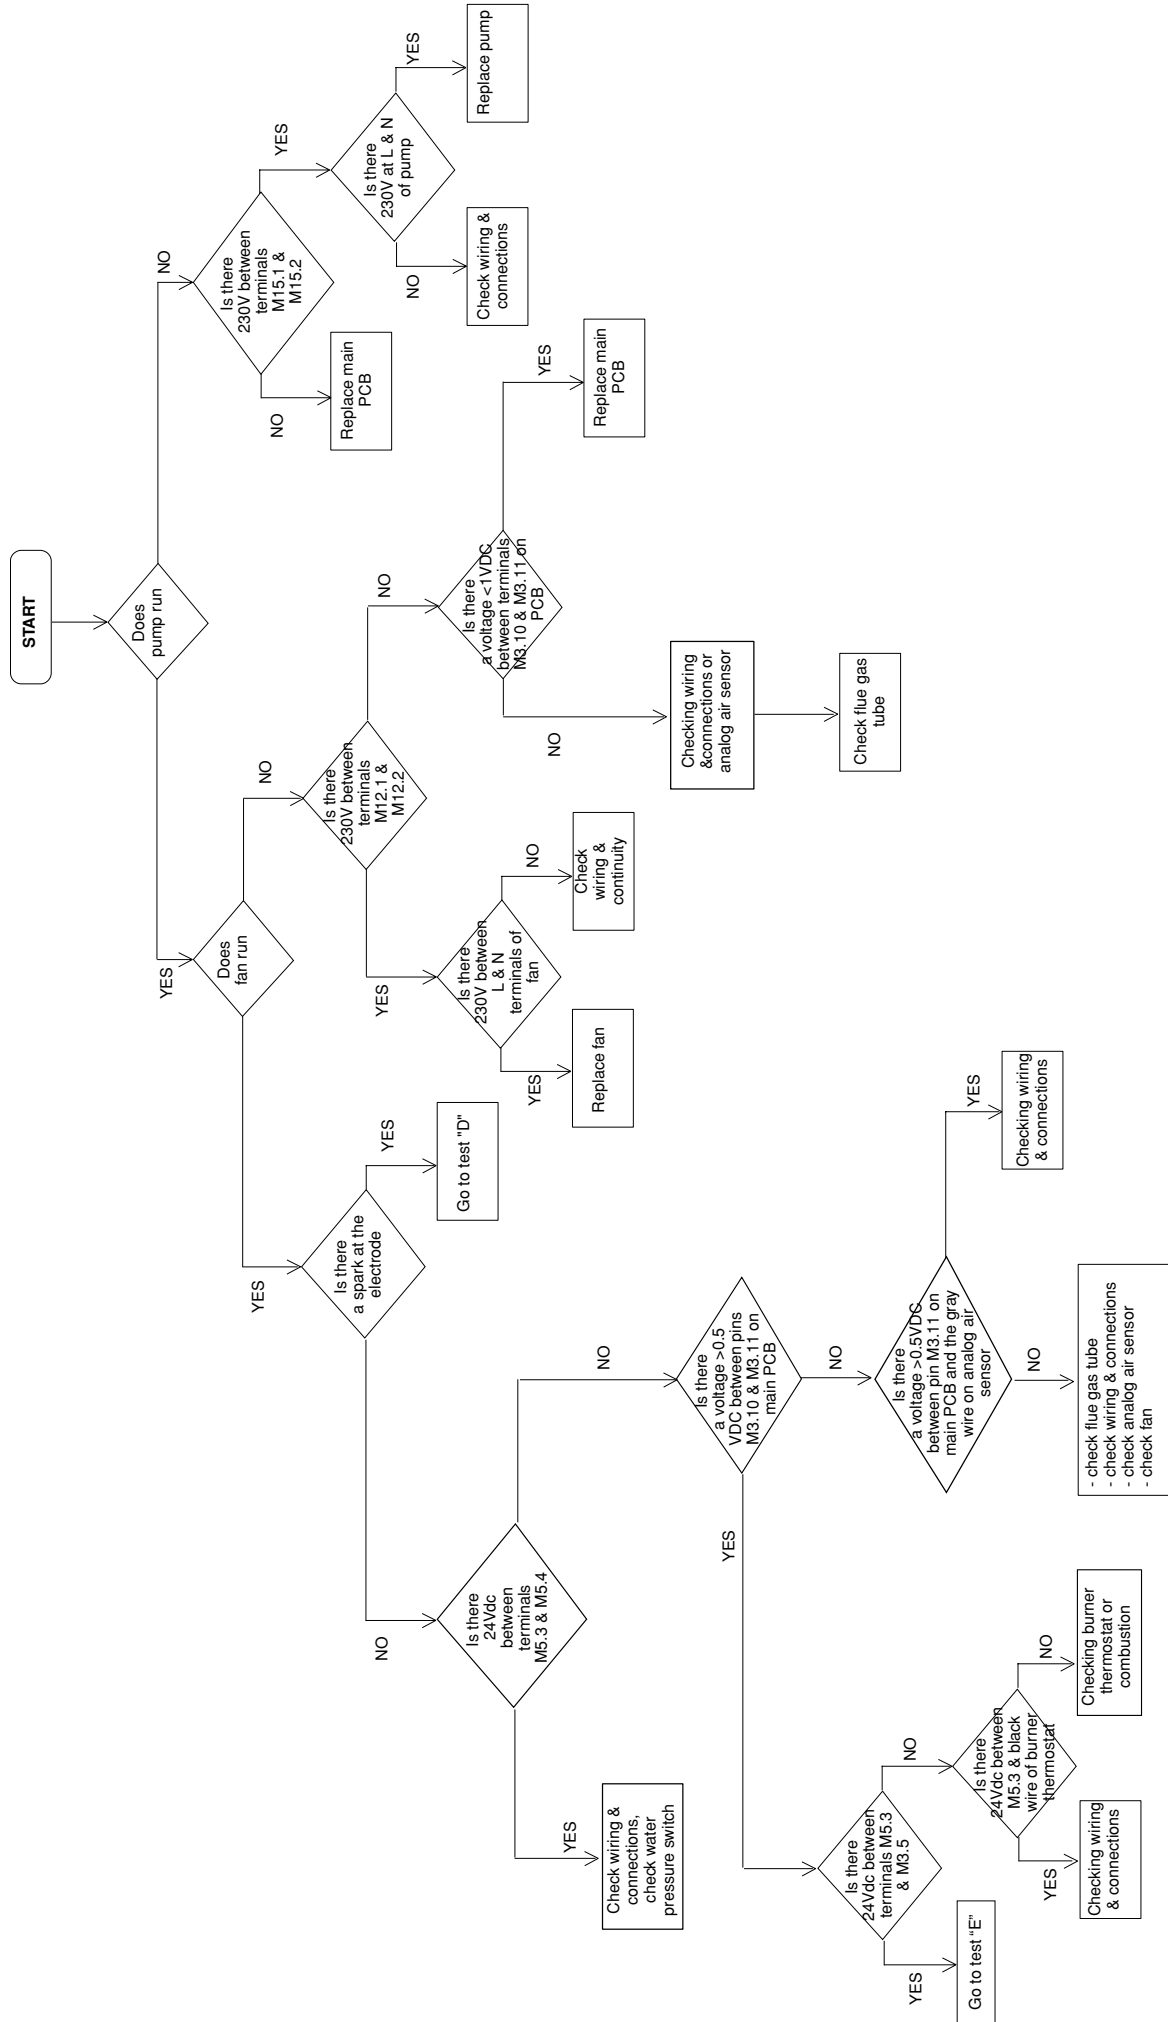 START
Does
pump run
YES
NO
Does
fan run
Is there
230V between
terminals
M15.1 &
M15.2
YES
NO
NO
YES
Is there
a spark at the
electrode
Is there
230V between
terminals
M12.1 &
M12.2
Replace main
PCB
Is there
230V at L & N
of pump
NO
YES
YES
NO
NO
YES
Is there
24Vdc
between
terminals
M5.3 & M5.4
Go to test "D"
Is there
230V between
L & N
terminals of
fan
Is there
a voltage <1VDC
between terminals
M3.10 & M3.11 on
PCB
Check wiring &
connections
Replace pump
YES
NO
YES
NO
NO
YES
Check wiring &
connections,
check water
pressure switch
Replace fan
Check
wiring &
continuity
Checking wiring
&connections or
analog air sensor
Replace main
PCB
Is there
a voltage >0.5
VDC between pins
M3.10 & M3.11 on
main PCB
Check flue gas
tube
YES
NO
Is there
24Vdc between
terminals M5.3
& M3.5
Is there
a voltage >0.5VDC
between pin M3.11 on
main PCB and the gray
wire on analog air
sensor
YES
NO
NO
YES
Go to test “E”
Is there
24Vdc between
M5.3 & black
wire of burner
thermostat
- check flue gas tube
- check wiring & connections
- check analog air sensor
- check fan
Checking wiring
& connections
YES
NO
Checking wiring
& connections
Checking burner
thermostat or
combustion